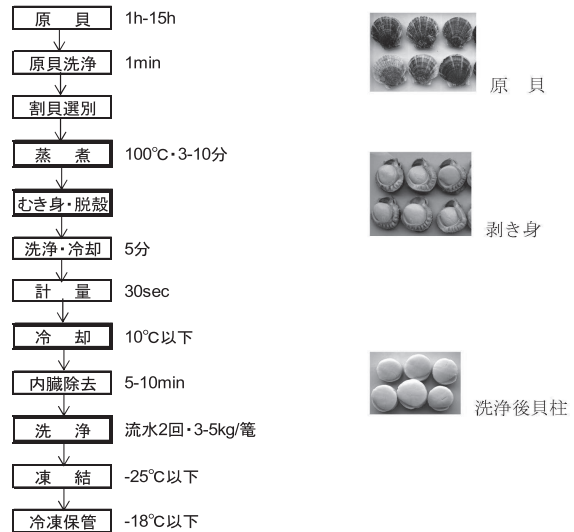 原　貝 1h-15h
原貝洗浄 1min
割貝選別
蒸　煮 100℃・3-10分
むき身・脱殻
洗浄・冷却 5分
計　量 30sec
冷　却 10℃以下
内臓除去 5-10min
洗　浄 流水2回・3-5kg/篭
凍　結 -25℃以下
冷凍保管 -18℃以下
原　貝
剥き身
洗浄後貝柱